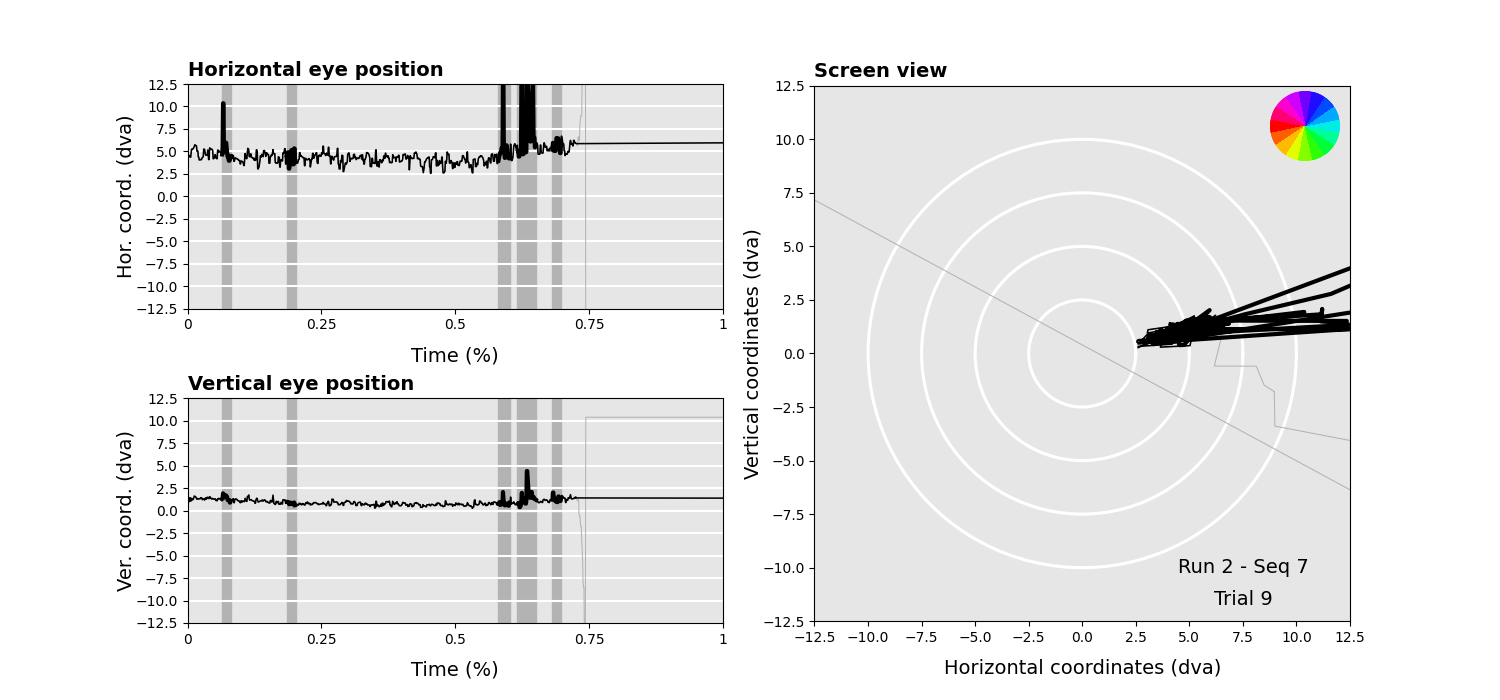 Horizontal eye position
12.5
10.0
7.5
5.0
2.5
0.0
−2.5
−5.0
−7.5
−10.0
−12.5
Hor. coord. (dva)
0 0.25 0.5 0.75 1
Time (%)
Vertical eye position
12.5
10.0
7.5
5.0
2.5
0.0
−2.5
−5.0
−7.5
−10.0
−12.5
Ver. coord. (dva)
0 0.25 0.5 0.75 1
Time (%)
Screen view
12.5
10.0
7.5
5.0
2.5
0.0
−2.5
−5.0
−7.5
−10.0
−12.5
Vertical coordinates (dva)
Run 2 - Seq 7
Trial 9
−12.5 −10.0 −7.5 −5.0 −2.5 0.0 2.5 5.0 7.5 10.0 12.5
Horizontal coordinates (dva)